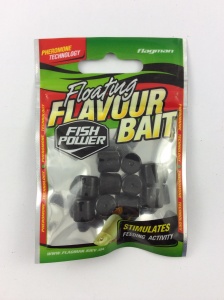 PHEROMONE
TECHNOLOGY
flagman
Floating
FLAVOUR
FISH
POWER
BAIT
STIMULATES
FEEDING ACTIVITY